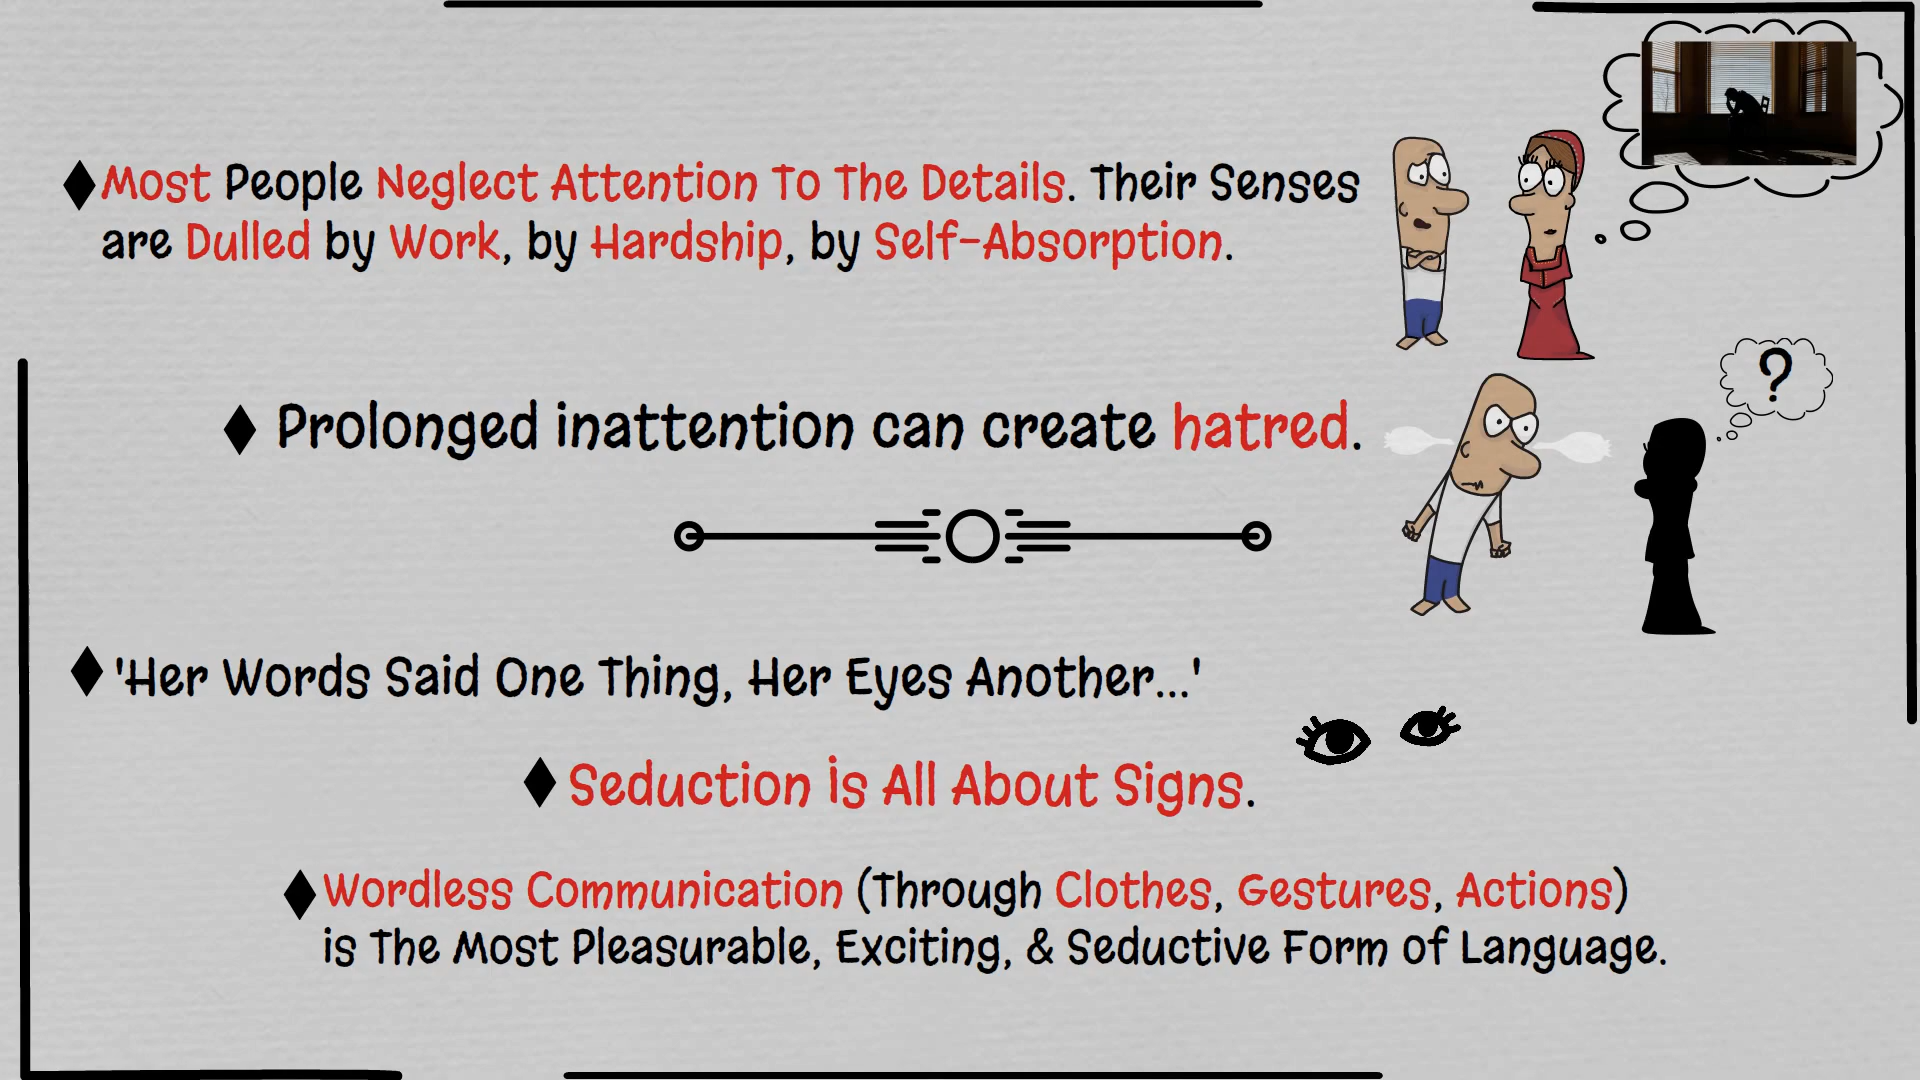 Most People Neglect Attention To The Details. Their Senses
are Dulled by Work, by Hardship, by Self-Absorption.
?
Prolonged inattention can create hatred.
'Her Words Said One Thing, Her Eyes Another...'
Seduction is All About Signs.
Wordless Communication (Through Clothes, Gestures, Actions)
is The Most Pleasurable, Exciting, & Seductive Form of Language.